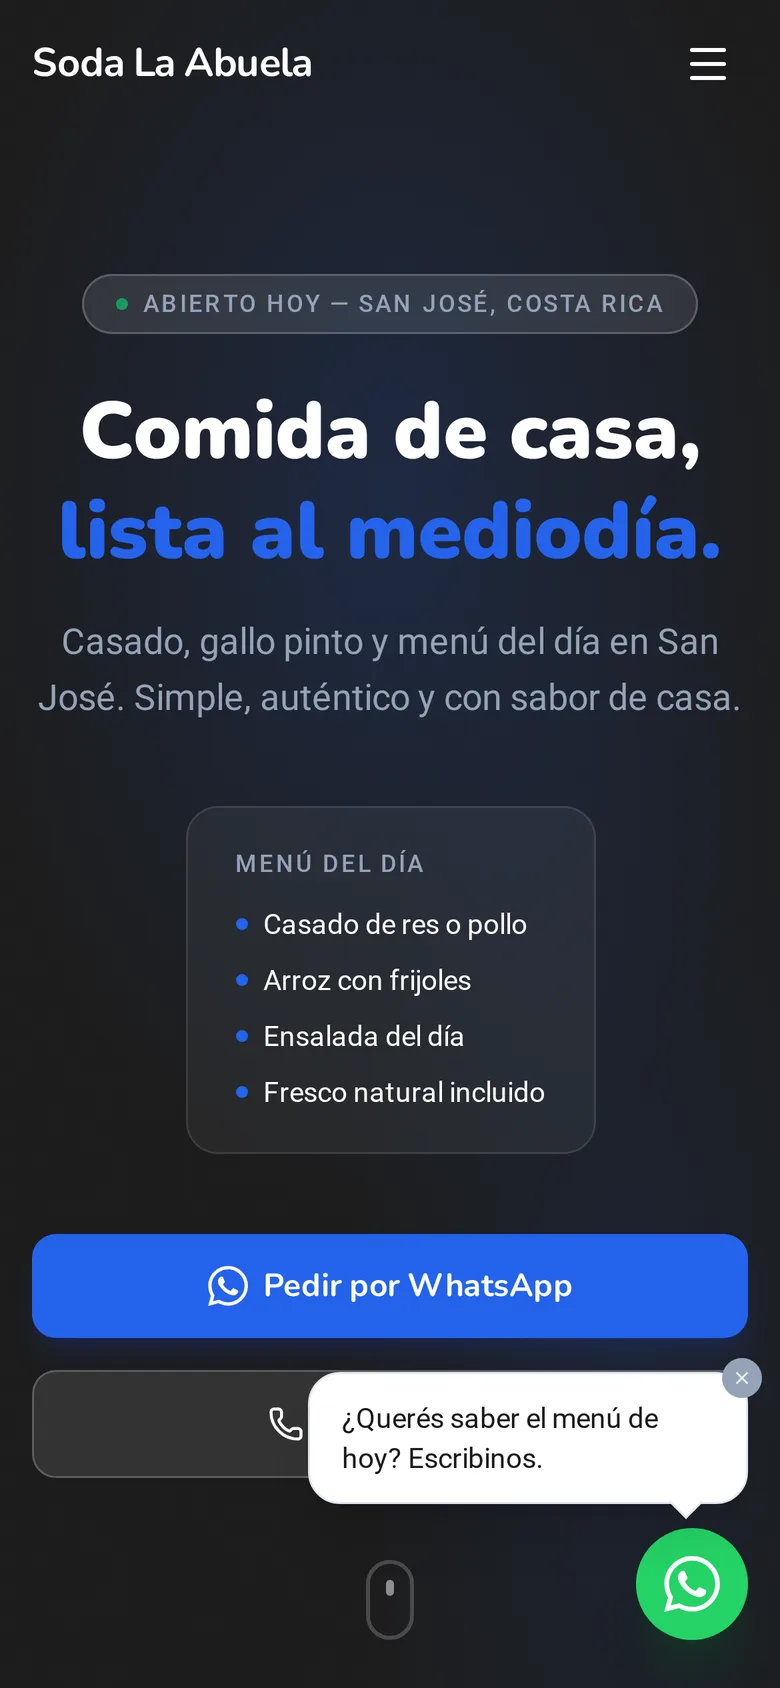 Soda La Abuela
ABIERTO HOY — SAN JOSÉ, COSTA RICA
Comida de casa,
lista al mediodía.
Casado, gallo pinto y menú del día en San
José. Simple, auténtico y con sabor de casa.
MENÚ DEL DÍA
Casado de res o pollo
Arroz con frijoles
Ensalada del día
Fresco natural incluido
Pedir por WhatsApp
¿Querés saber el menú de
hoy? Escribinos.